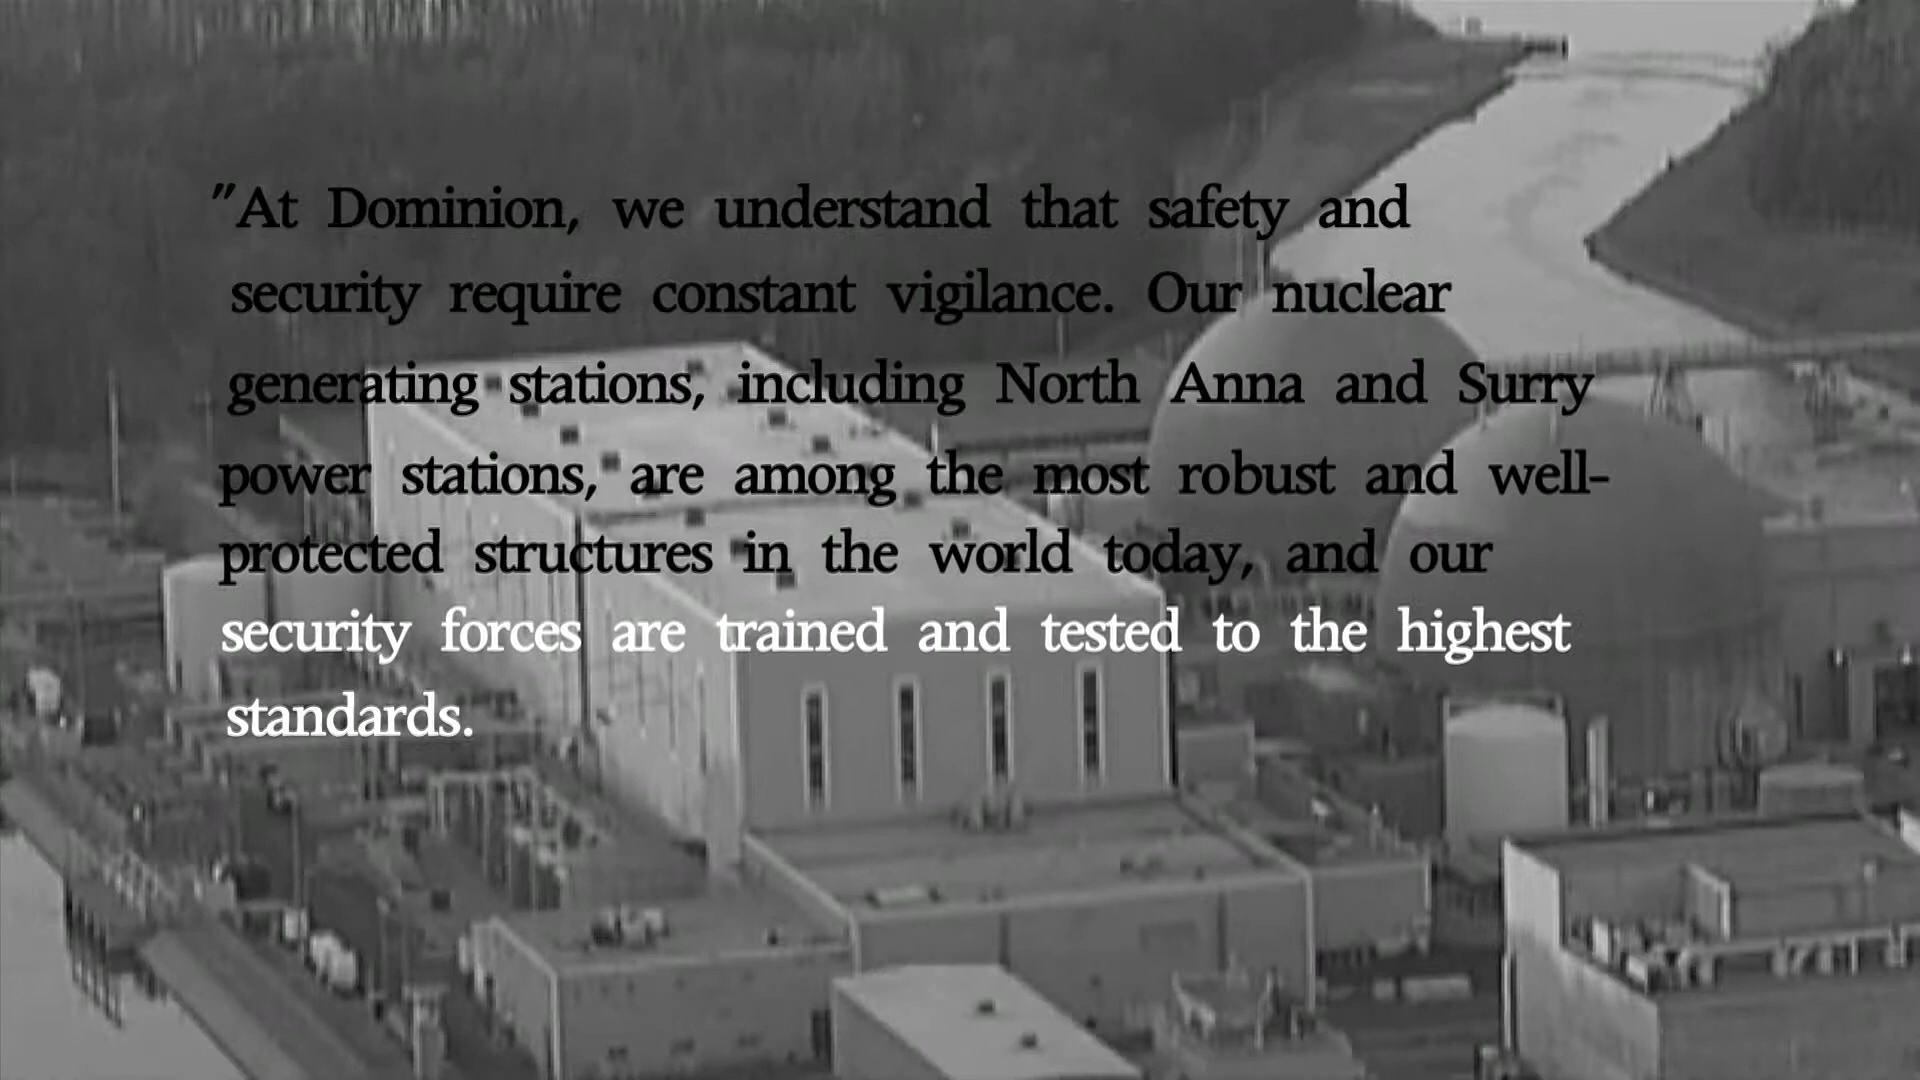 "At Dominion, we understand that safety and
security require constant vigilance. Our nuclear
generating stations, including North Anna and Surry
power stations, are among the most robust and well-
protected structures in the world today, and our
security forces are trained and tested to the highest
standards.